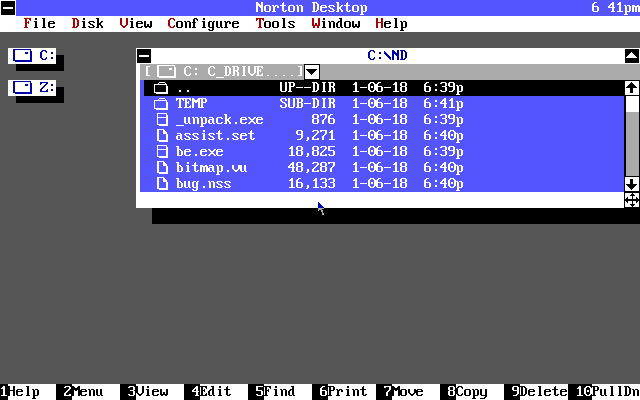 Norton Desktop 6 41pm
File Disk View Configure Tools Window Help
C: C:\ND
[ C: C_DRIVE....]
Z: .. UP--DIR 1-06-18 6:39p
TEMP SUB-DIR 1-06-18 6:41p
_unpack.exe 876 1-06-18 6:39p
assist.set 9,271 1-06-18 6:40p
be.exe 18,825 1-06-18 6:39p
bitmap.vu 48,287 1-06-18 6:40p
bug.nss 16,133 1-06-18 6:40p
1Help 2Menu 3View 4Edit 5Find 6Print 7Move 8Copy 9Delete 10PullDn